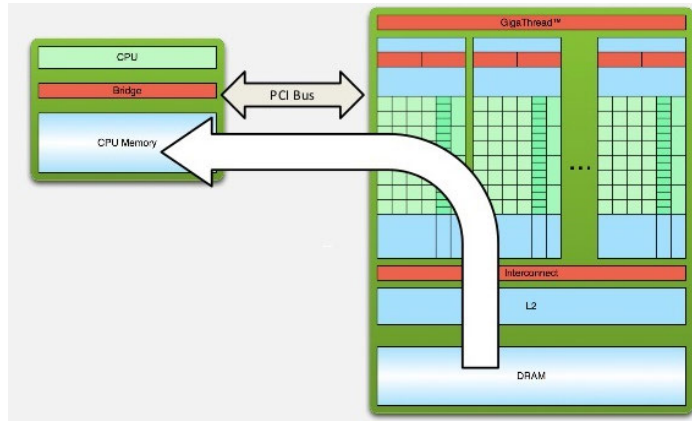 GigaThread™
CPU
Bridge
PCI Bus
CPU Memory
...
Interconnect
L2
DRAM